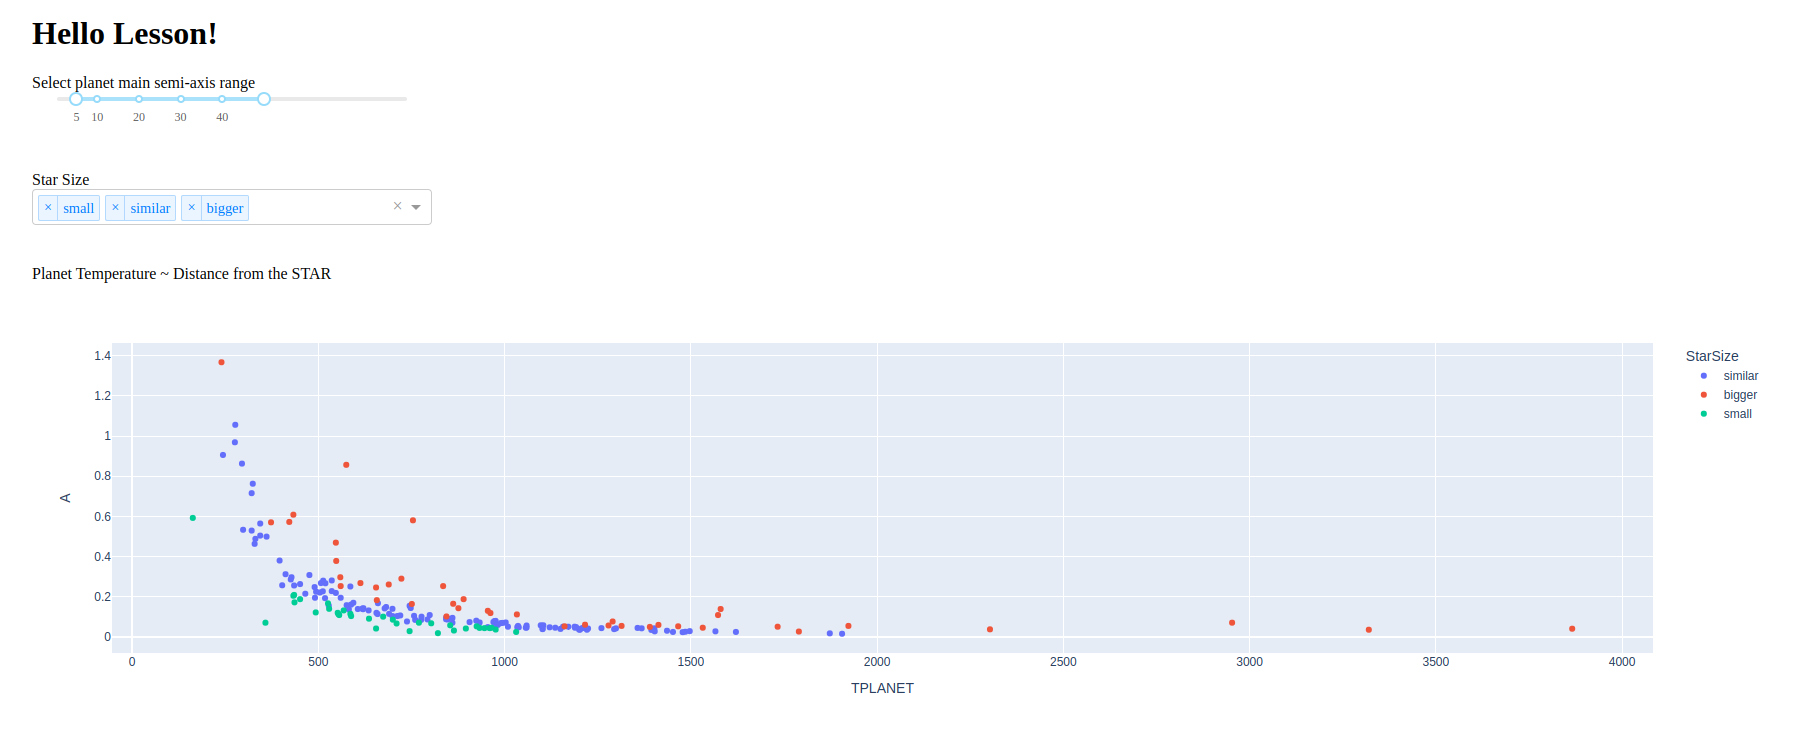 Hello Lesson!
Select planet main semi-axis range
5 10 20 30 40
Star Size
× small × similar × bigger ×
Planet Temperature ~ Distance from the STAR
1.4
1.2
1
0.8
0.6
0.4
0.2
0
A
0 500 1000 1500 2000 2500 3000 3500 4000
TPLANET
StarSize
similar
bigger
small